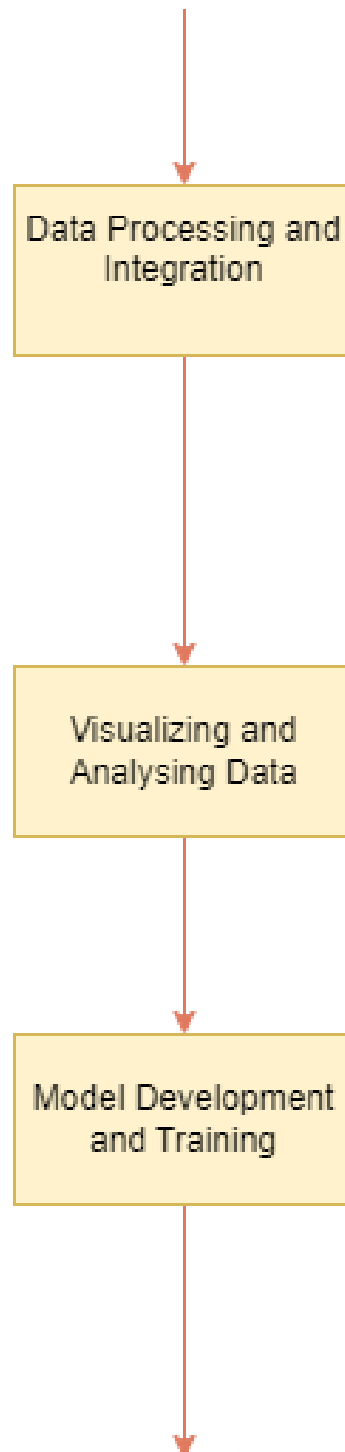 Data Processing and
Integration
Visualizing and
Analysing Data
Model Development
and Training